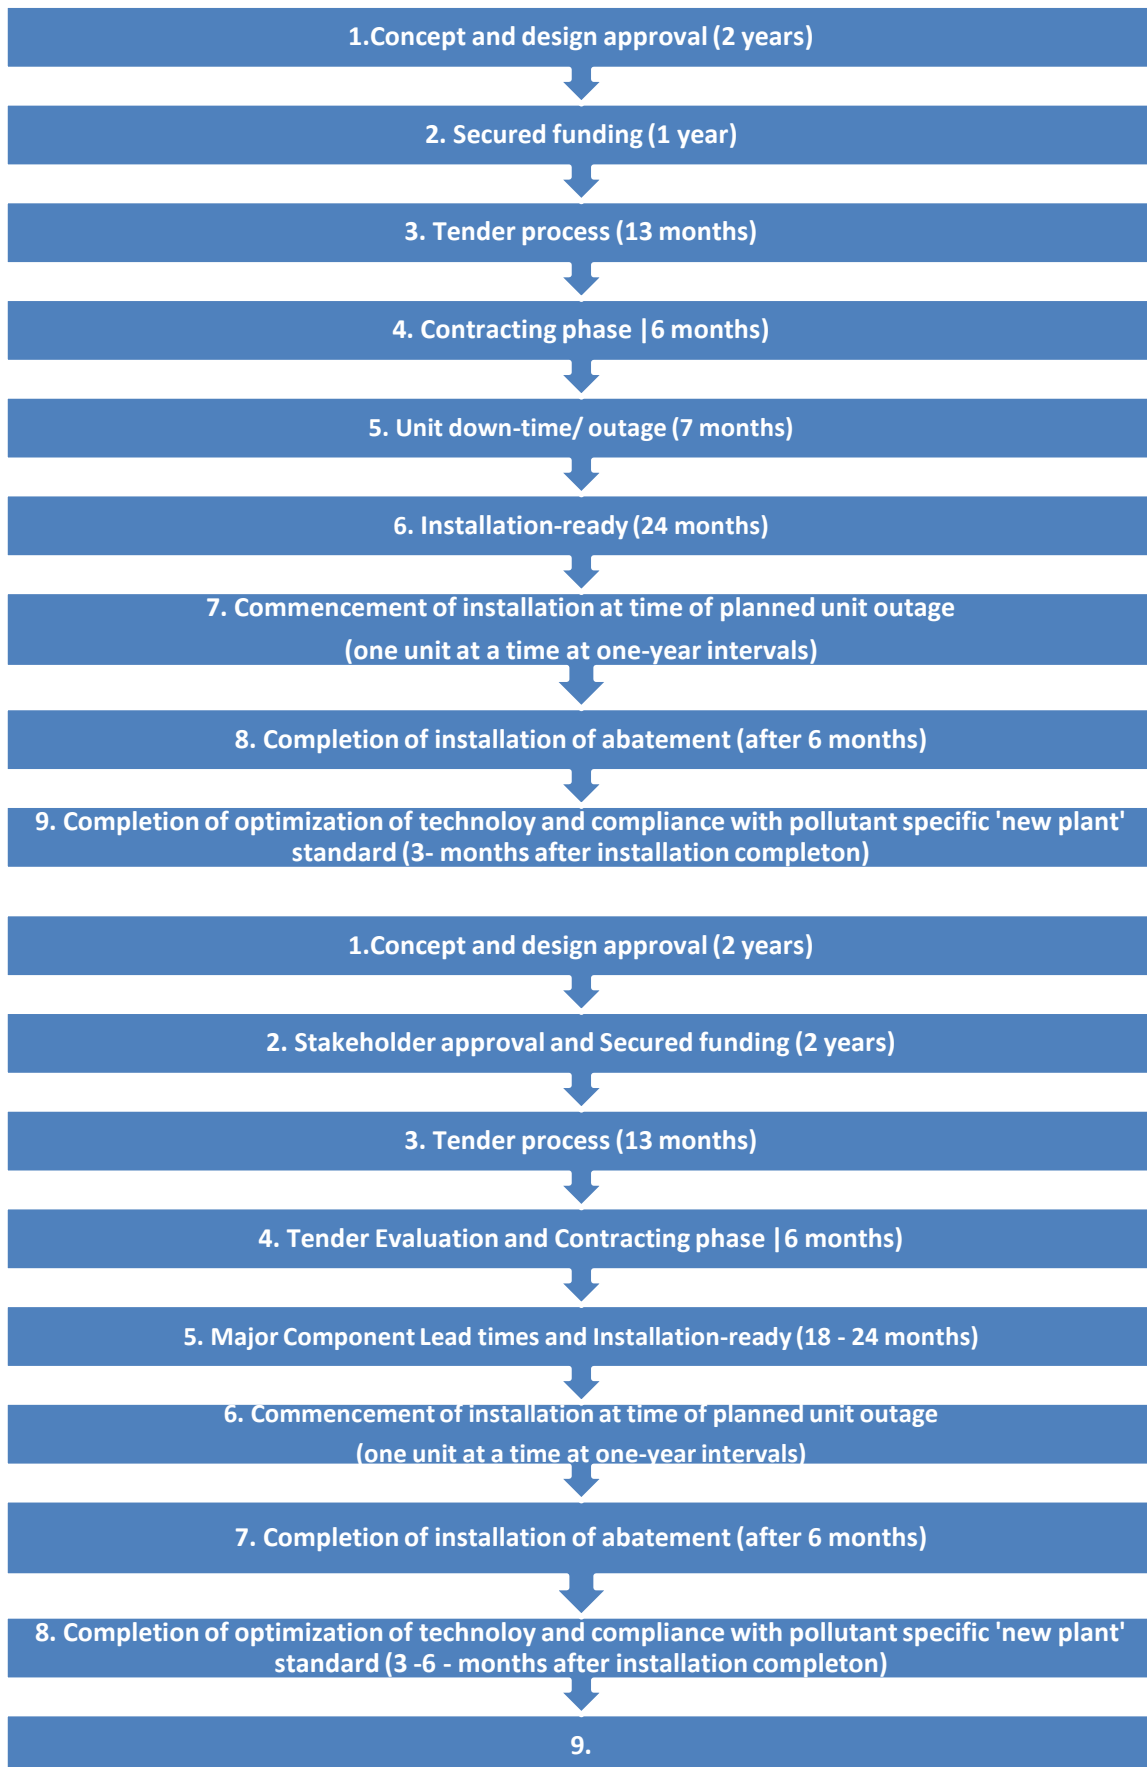 1.Concept and design approval (2 years)
2. Secured funding (1 year)
3. Tender process (13 months)
4. Contracting phase |6 months)
5. Unit down-time/ outage (7 months)
6. Installation-ready (24 months)
7. Commencement of installation at time of planned unit outage
(one unit at a time at one-year intervals)
8. Completion of installation of abatement (after 6 months)
9. Completion of optimization of technoloy and compliance with pollutant specific 'new plant'
standard (3- months after installation completon)
1.Concept and design approval (2 years)
2. Stakeholder approval and Secured funding (2 years)
3. Tender process (13 months)
4. Tender Evaluation and Contracting phase |6 months)
5. Major Component Lead times and Installation-ready (18 - 24 months)
6. Commencement of installation at time of planned unit outage
(one unit at a time at one-year intervals)
7. Completion of installation of abatement (after 6 months)
8. Completion of optimization of technoloy and compliance with pollutant specific 'new plant'
standard (3 -6 - months after installation completon)
9.